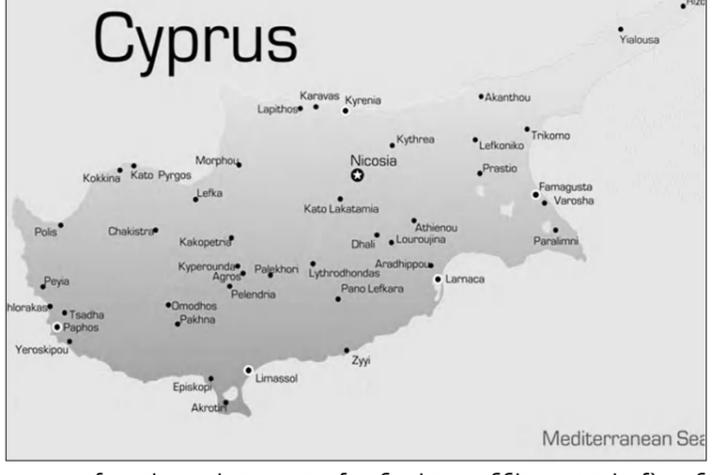 Cyprus
Yialousa
Karavas
Kyrenia
Lapithos
Akanthou
Trikomo
Kythrea
Lefkoniko
Morphou
Nicosia
Prastio
Kokkina
Kato Pyrgos
Lefka
Famagusta
Varosha
Kato Lakatamia
Polis
Chakistra
Athienou
Kakopetria
Dhali
Louroujina
Paralimni
Kyperounda
Palekhori
Aradhippou
Agros
Lythrodhondas
Larnaca
Peyia
Pelendria
Pano Lefkara
hlorakas
Omodhos
Tsadha
Pakhna
Paphos
Yeroskipou
Zyyi
Limassol
Episkopi
Akrotiri
Mediterranean Sea